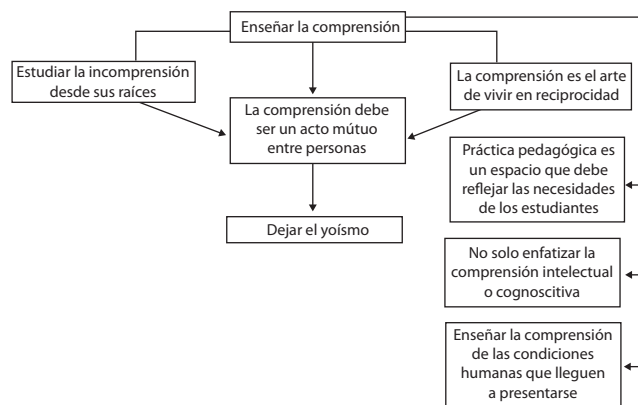 Enseñar la comprensión
Estudiar la incomprensión
desde sus raíces
La comprensión es el arte
de vivir en reciprocidad
La comprensión debe
ser un acto mútuo
entre personas
Práctica pedagógica es
un espacio que debe
reflejar las necesidades
de los estudiantes
Dejar el yoísmo
No solo enfatizar la
comprensión intelectual
o cognoscitiva
Enseñar la comprensión
de las condiciones
humanas que lleguen
a presentarse